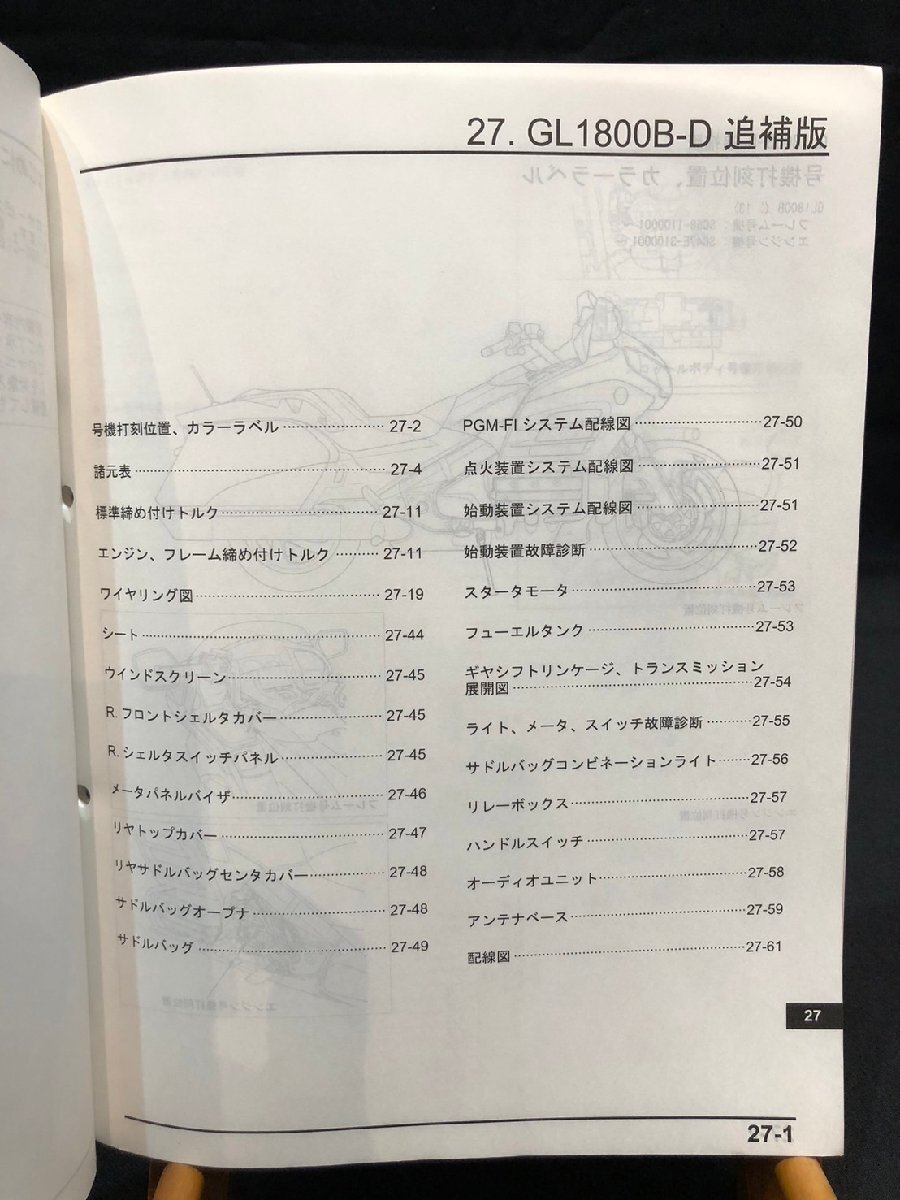 27. GL1800B-D 追補版
号機打刻位置、カラーラベル 27-2
諸元表 27-4
標準締め付けトルク 27-11
エンジン、フレーム締め付けトルク 27-11
ワイヤリング図 27-19
シート 27-44
ウインドスクリーン 27-45
R.フロントシェルタカバー 27-45
R.シェルタスイッチパネル 27-45
メータパネルバイザ 27-46
リヤトップカバー 27-47
リヤサドルバッグセンタカバー 27-48
サドルバッグオープナ 27-48
サドルバッグ 27-49
PGM-FI システム配線図 27-50
点火装置システム配線図 27-51
始動装置システム配線図 27-51
始動装置故障診断 27-52
スタータモータ 27-53
フューエルタンク 27-53
ギヤシフトリンケージ、トランスミッション
展開図 27-54
ライト、メータ、スイッチ故障診断 27-55
サドルバッグコンビネーションライト 27-56
リレーボックス 27-57
ハンドルスイッチ 27-57
オーディオユニット 27-58
アンテナベース 27-59
配線図 27-61
27
27-1